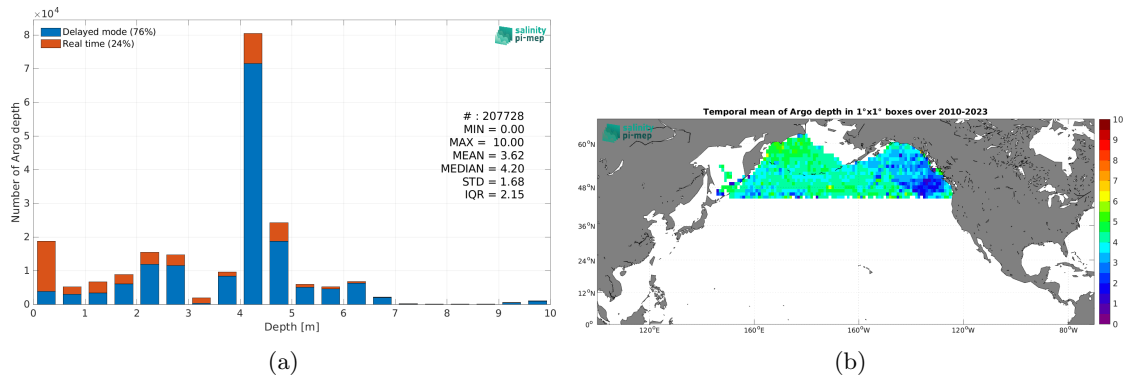 ×10⁴
8
7
6
5
4
3
2
1
0
Number of Argo depth
Delayed mode (76%)
Real time (24%)
salinity
pi-mep
# : 207728
MIN = 0.00
MAX = 10.00
MEAN = 3.62
MEDIAN = 4.20
STD = 1.68
IQR = 2.15
0 1 2 3 4 5 6 7 8 9 10
Depth [m]
(a)
Temporal mean of Argo depth in 1°x1° boxes over 2010-2023
salinity
pi-mep
60°N
48°N
36°N
24°N
12°N
0°
120°E 160°E 160°W 120°W 80°W
10
9
8
7
6
5
4
3
2
1
0
(b)